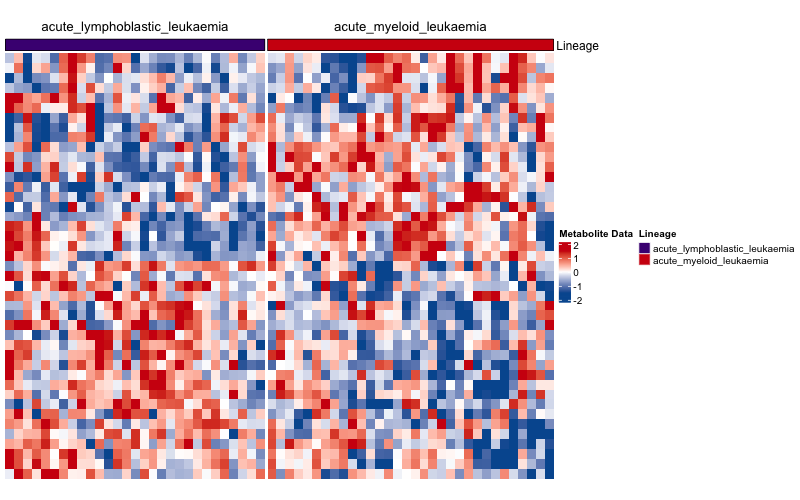 acute_lymphoblastic_leukaemia acute_myeloid_leukaemia
Lineage
Metabolite Data Lineage
2 acute_lymphoblastic_leukaemia
1 acute_myeloid_leukaemia
0
-1
-2